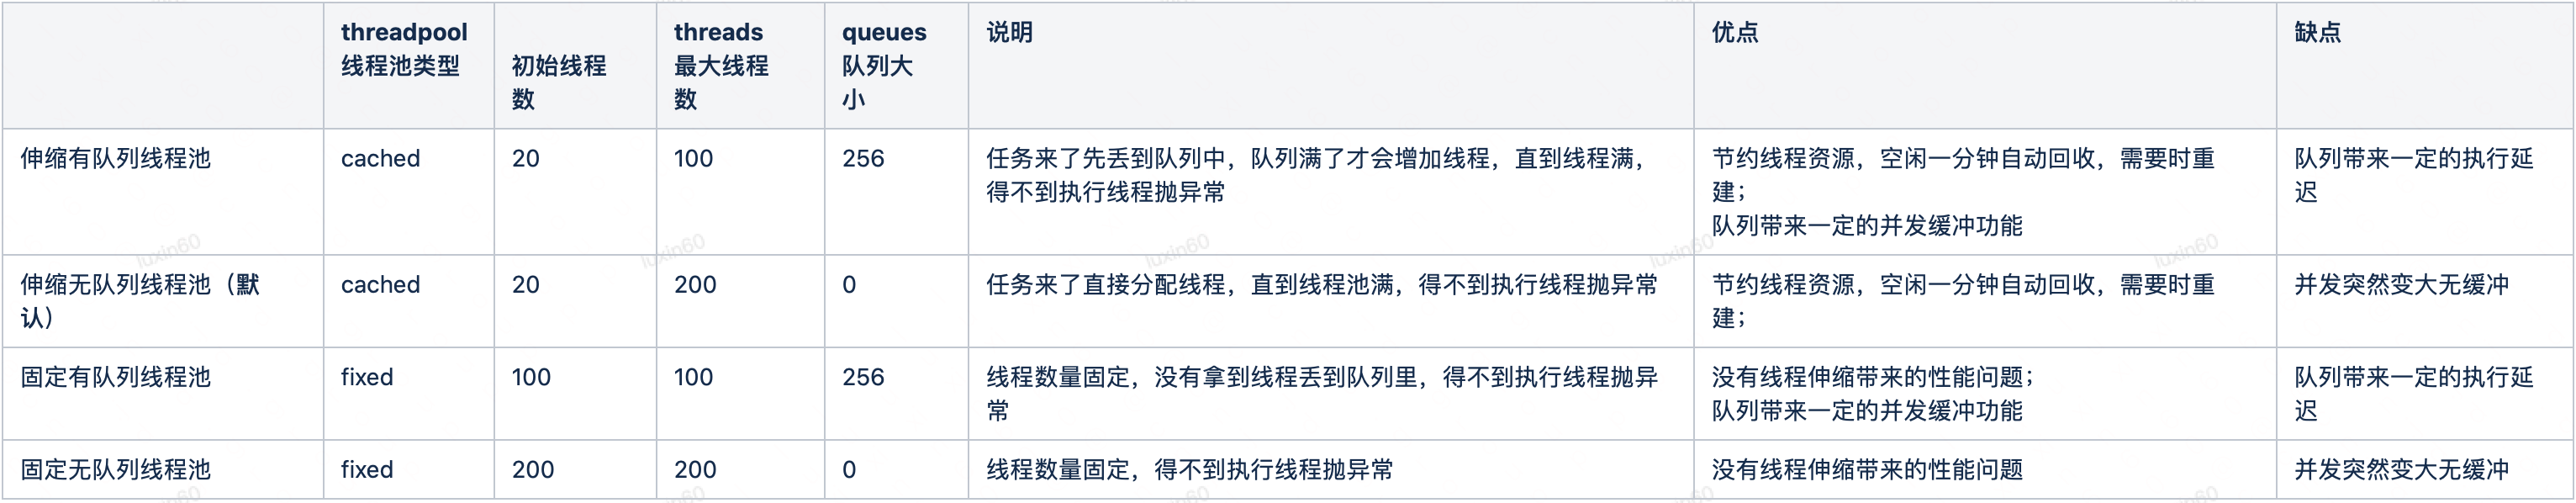 threadpool
线程池类型
初始线程
数
threads
最大线程
数
queues
队列大
小
说明
优点
缺点
伸缩有队列线程池
cached
20
100
256
任务来了先丢到队列中，队列满了才会增加线程，直到线程满，
得不到执行线程抛异常
节约线程资源，空闲一分钟自动回收，需要时重
建；
队列带来一定的并发缓冲功能
队列带来一定的执行延
迟
伸缩无队列线程池（默
认）
cached
20
200
0
任务来了直接分配线程，直到线程池满，得不到执行线程抛异常
节约线程资源，空闲一分钟自动回收，需要时重
建；
并发突然变大无缓冲
固定有队列线程池
fixed
100
100
256
线程数量固定，没有拿到线程丢到队列里，得不到执行线程抛异
常
没有线程伸缩带来的性能问题；
队列带来一定的并发缓冲功能
队列带来一定的执行延
迟
固定无队列线程池
fixed
200
200
0
线程数量固定，得不到执行线程抛异常
没有线程伸缩带来的性能问题
并发突然变大无缓冲
luxin60
luxin60
luxin60
luxin60
luxin60